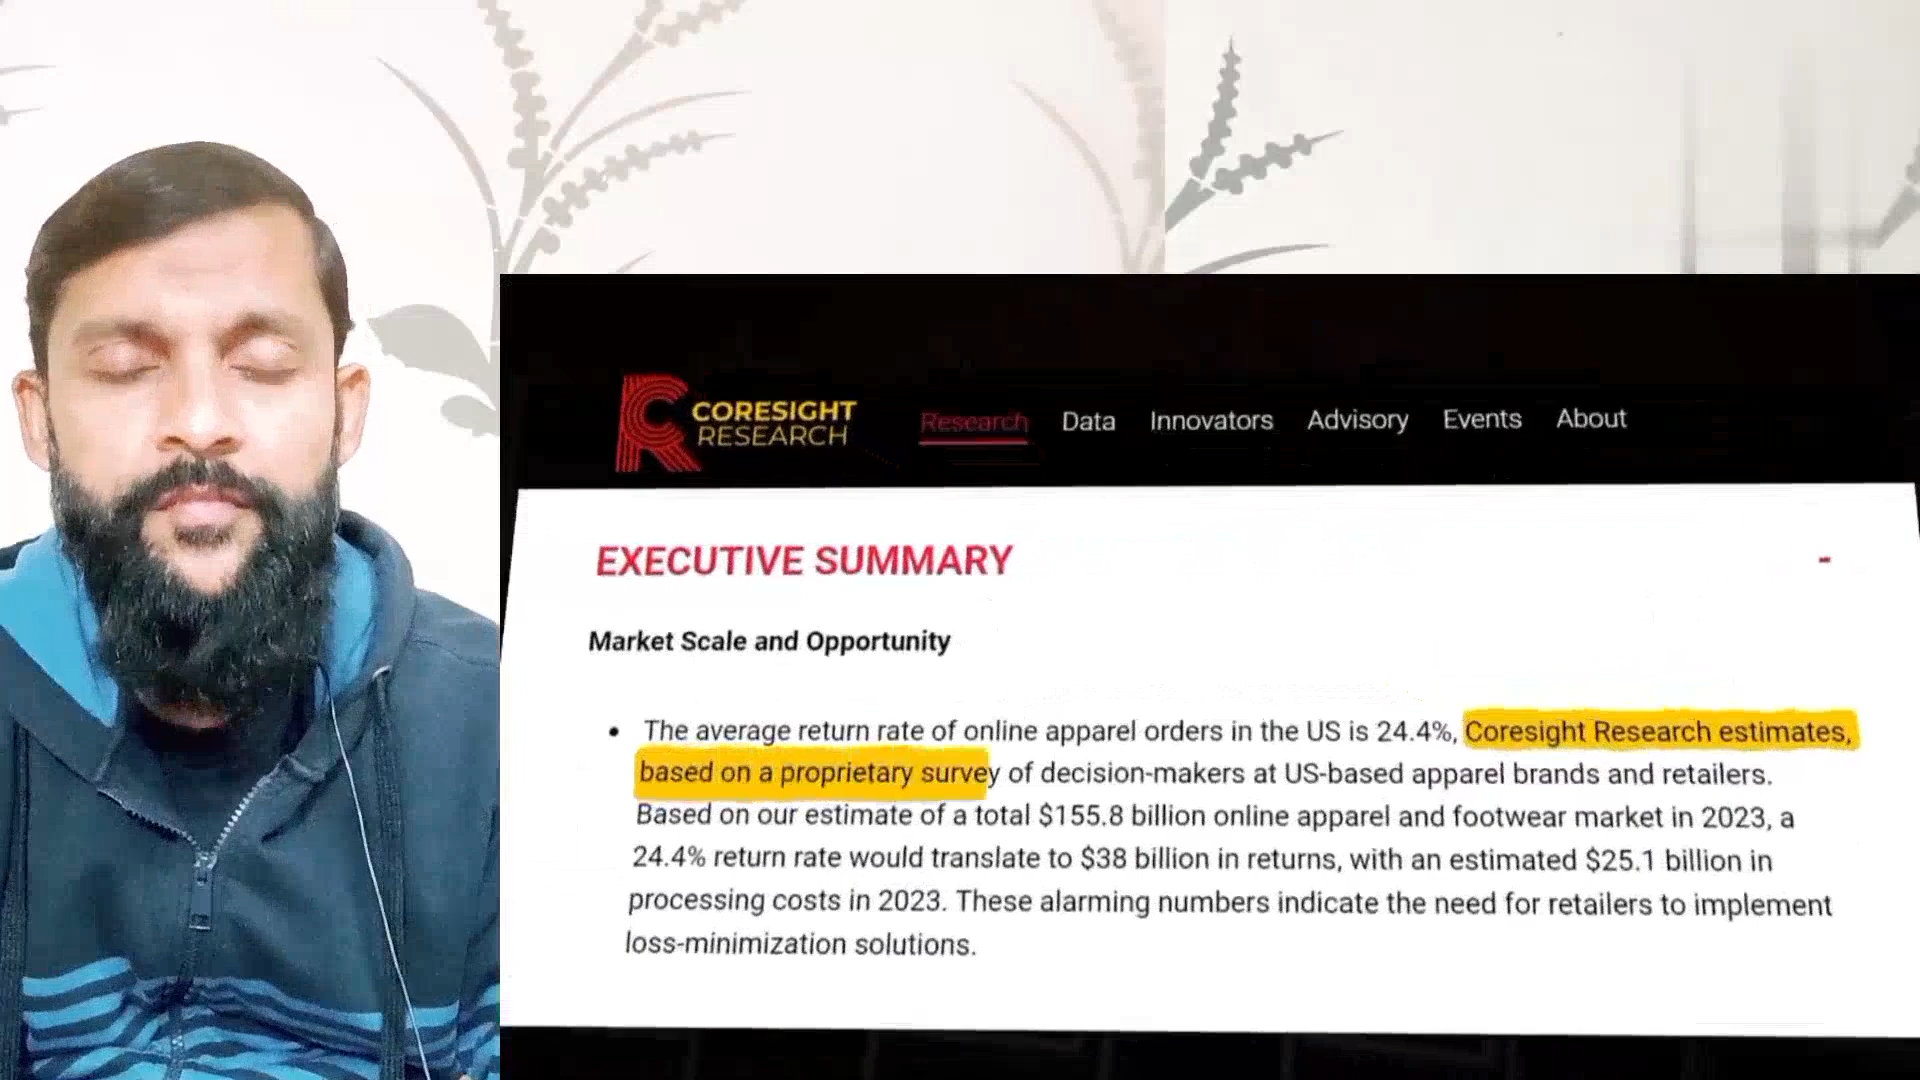 CORESIGHT
RESEARCH
Research Data Innovators Advisory Events About
EXECUTIVE SUMMARY -
Market Scale and Opportunity
• The average return rate of online apparel orders in the US is 24.4%, Coresight Research estimates,
based on a proprietary survey of decision-makers at US-based apparel brands and retailers.
Based on our estimate of a total $155.8 billion online apparel and footwear market in 2023, a
24.4% return rate would translate to $38 billion in returns, with an estimated $25.1 billion in
processing costs in 2023. These alarming numbers indicate the need for retailers to implement
loss-minimization solutions.